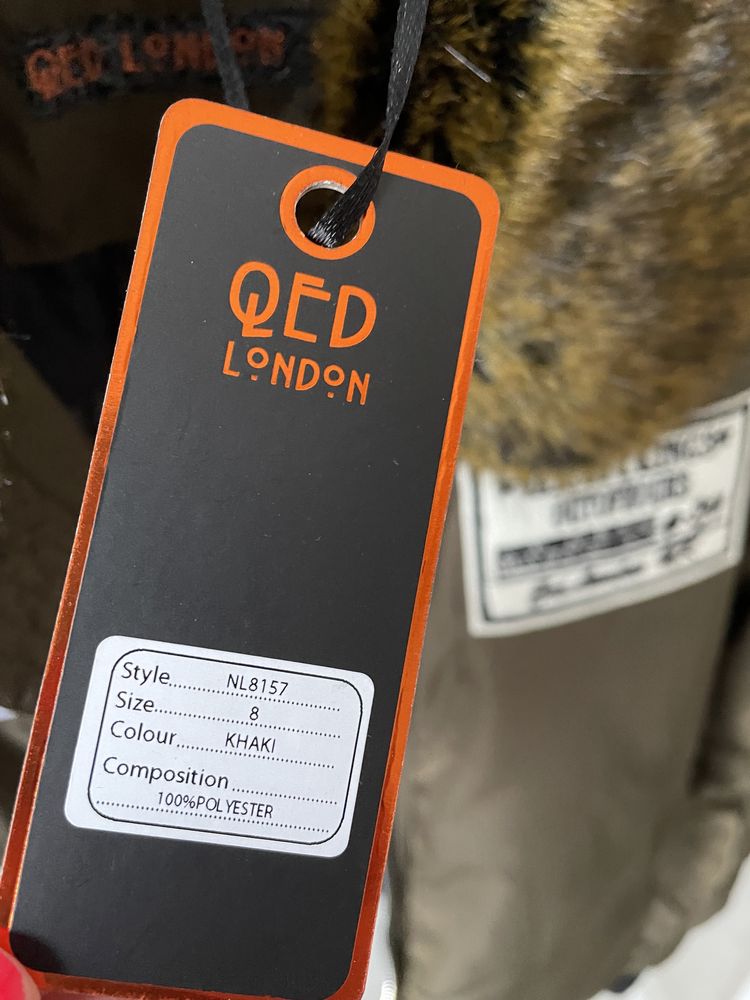 QED LONDON
QED
LONDON
Style.................NL8157...............
Size........................8......................
Colour..............KHAKI.................
Composition......................
100%POLYESTER